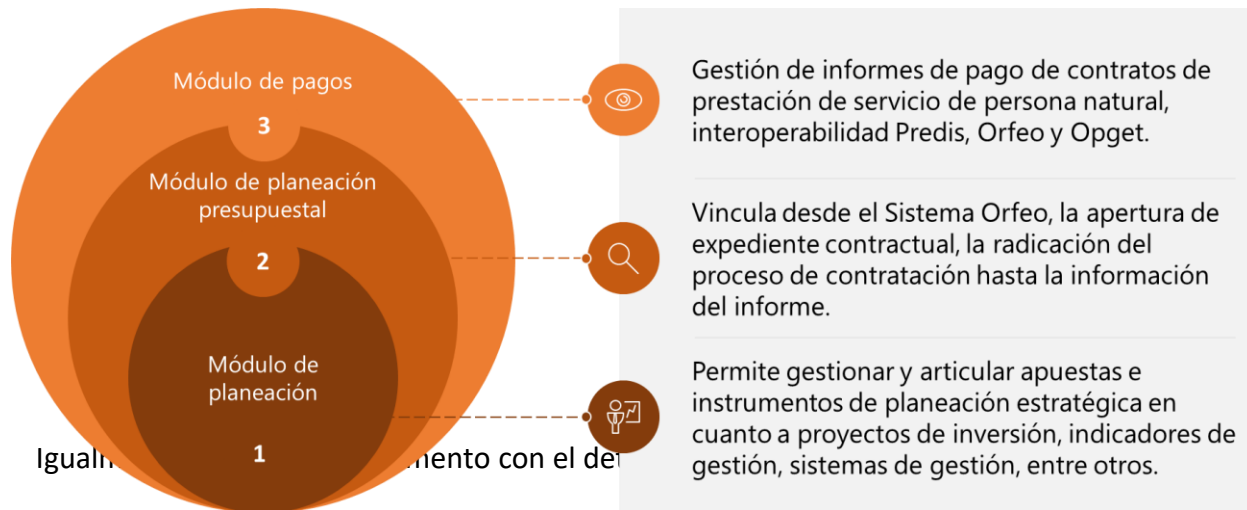 Módulo de pagos
3
Módulo de planeación
presupuestal
2
Módulo de
planeación
1
Gestión de informes de pago de contratos de
prestación de servicio de persona natural,
interoperabilidad Predis, Orfeo y Opget.
Vincula desde el Sistema Orfeo, la apertura de
expediente contractual, la radicación del
proceso de contratación hasta la información
del informe.
Permite gestionar y articular apuestas e
instrumentos de planeación estratégica en
cuanto a proyectos de inversión, indicadores de
gestión, sistemas de gestión, entre otros.
con el